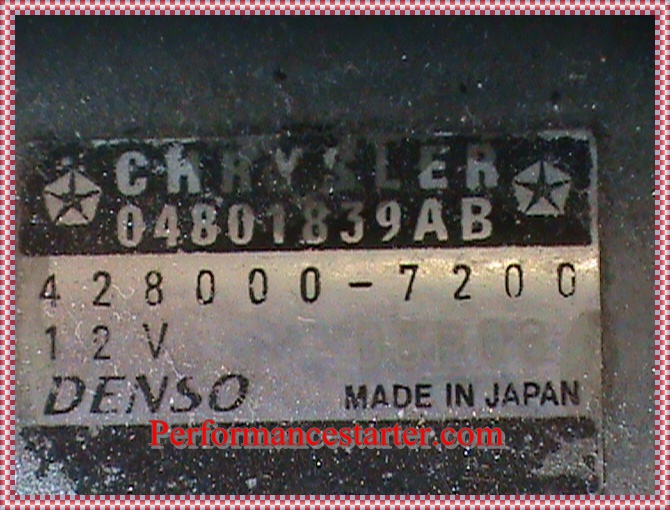 CHRYSLER
04801839AB
428000-7200
12V
DENSO
MADE IN JAPAN
Performancestarter.com